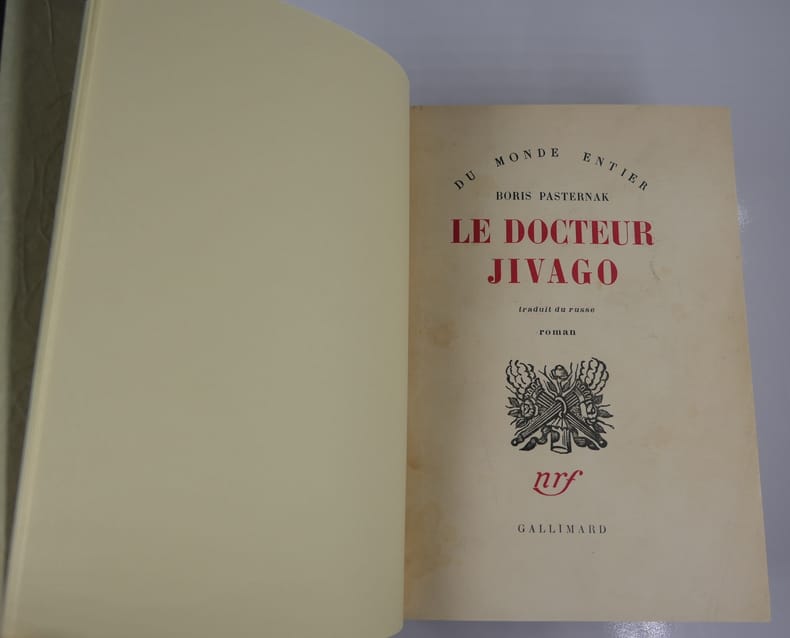 DU MONDE ENTIER
BORIS PASTERNAK
LE DOCTEUR
JIVAGO
traduit du russe
roman
nrf
GALLIMARD